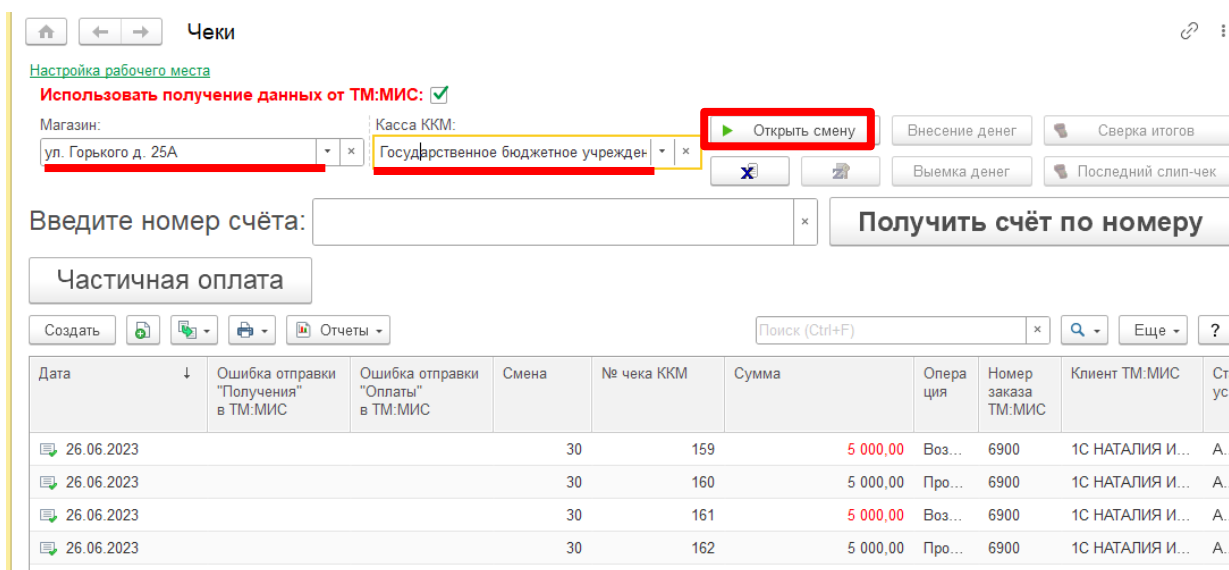 Чеки
Настройка рабочего места
Использовать получение данных от ТМ:МИС:
Магазин: Касса ККМ:
ул. Горького д. 25А Государственное бюджетное учрежден Открыть смену Внесение денег Сверка итогов
Выемка денег Последний слип-чек
Введите номер счёта: Получить счёт по номеру
Частичная оплата
Создать Отчеты Поиск (Ctrl+F) Еще ?
Дата ↓ Ошибка отправки "Получения" в ТМ:МИС Ошибка отправки "Оплаты" в ТМ:МИС Смена № чека ККМ Сумма Опера ция Номер заказа ТМ:МИС Клиент ТМ:МИС Ст ус
26.06.2023 30 159 5 000,00 Воз... 6900 1С НАТАЛИЯ И... А..
26.06.2023 30 160 5 000,00 Про... 6900 1С НАТАЛИЯ И... А..
26.06.2023 30 161 5 000,00 Воз... 6900 1С НАТАЛИЯ И... А..
26.06.2023 30 162 5 000,00 Про... 6900 1С НАТАЛИЯ И... А..